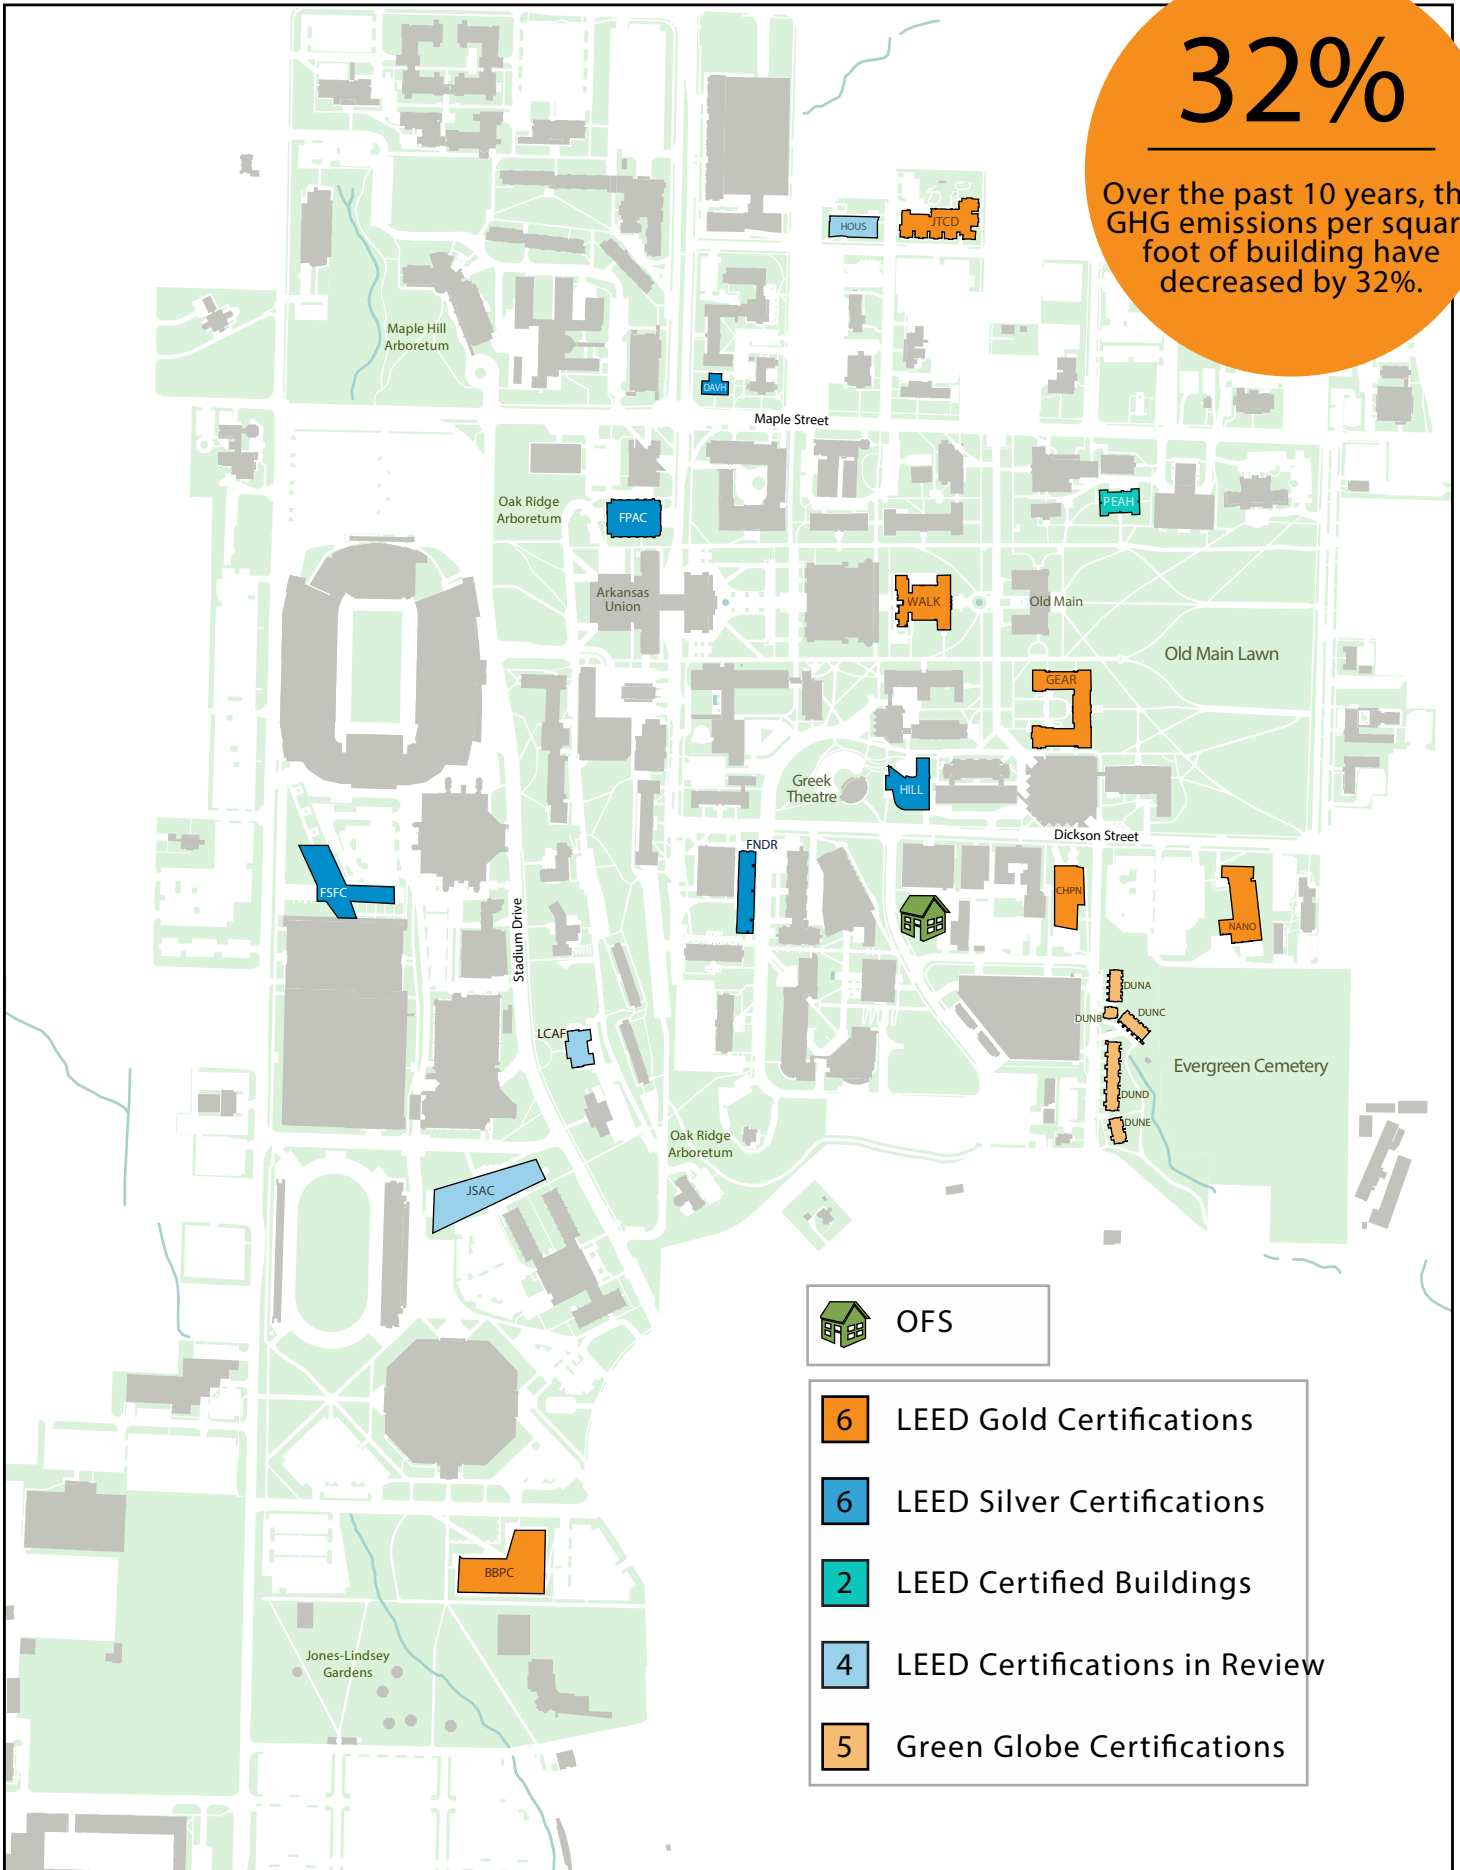 32%
Over the past 10 years, th
GHG emissions per squar
foot of building have
decreased by 32%.
HOUS
JTCD
Maple Hill
Arboretum
DAVH
Maple Street
Oak Ridge
Arboretum
FPAC
PEAH
Arkansas
Union
WALK
Old Main
Old Main Lawn
GEAR
Greek
Theatre
HILL
Dickson Street
FNDR
FSFC
CHPN
NANO
Stadium Drive
DUNA
DUNB
DUNC
LCAF
Evergreen Cemetery
DUND
DUNE
Oak Ridge
Arboretum
JSAC
OFS
6 LEED Gold Certifications
6 LEED Silver Certifications
2 LEED Certified Buildings
4 LEED Certifications in Review
5 Green Globe Certifications
BBPC
Jones-Lindsey
Gardens